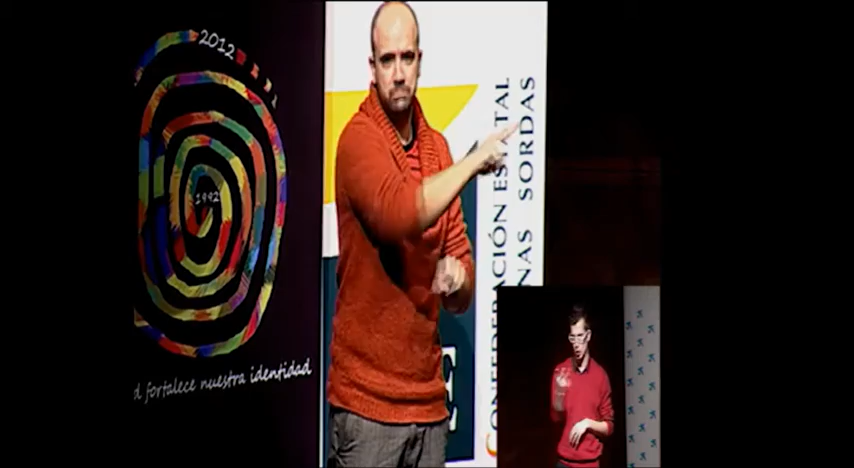 2012
1992
d fortalece nuestra identidad
CONFEDERACIÓN ESTATAL
NAS SORDAS
E